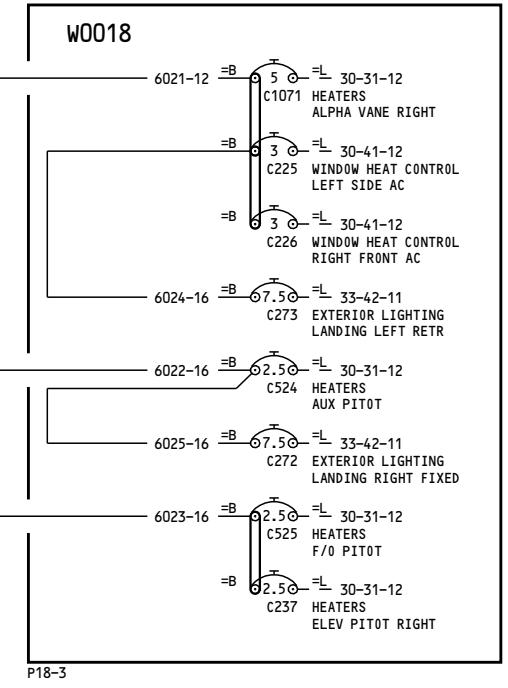 W0018
6021-12 =B 5 =L 30-31-12
C1071 HEATERS
ALPHA VANE RIGHT
=B 3 =L 30-41-12
C225 WINDOW HEAT CONTROL
LEFT SIDE AC
=B 3 =L 30-41-12
C226 WINDOW HEAT CONTROL
RIGHT FRONT AC
6024-16 =B 7.5 =L 33-42-11
C273 EXTERIOR LIGHTING
LANDING LEFT RETR
6022-16 =B 2.5 =L 30-31-12
C524 HEATERS
AUX PITOT
6025-16 =B 7.5 =L 33-42-11
C272 EXTERIOR LIGHTING
LANDING RIGHT FIXED
6023-16 =B 2.5 =L 30-31-12
C525 HEATERS
F/O PITOT
=B 2.5 =L 30-31-12
C237 HEATERS
ELEV PITOT RIGHT
P18-3